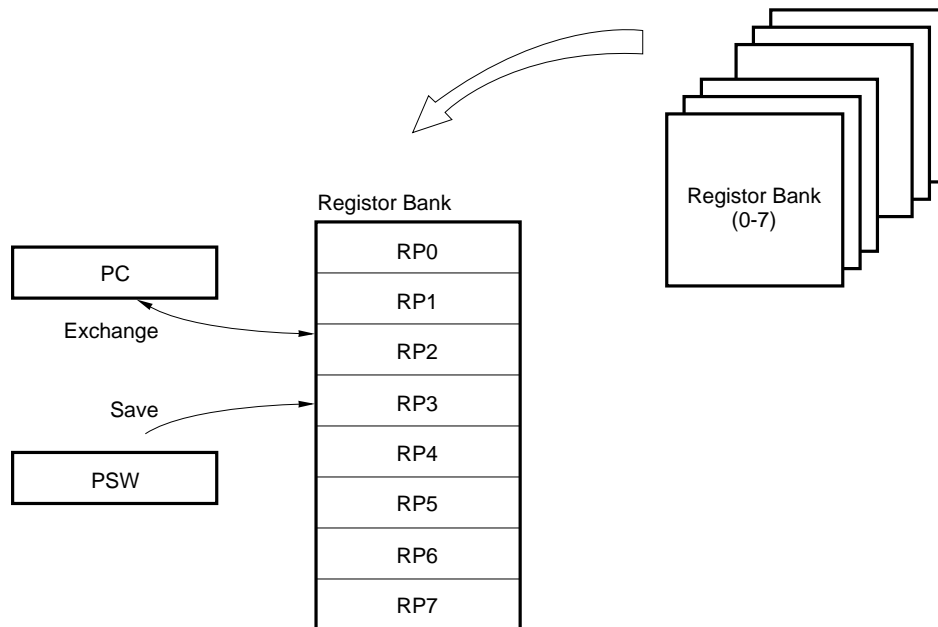 Registor Bank
(0-7)
Registor Bank
RP0
PC
RP1
Exchange
RP2
Save
RP3
RP4
PSW
RP5
RP6
RP7